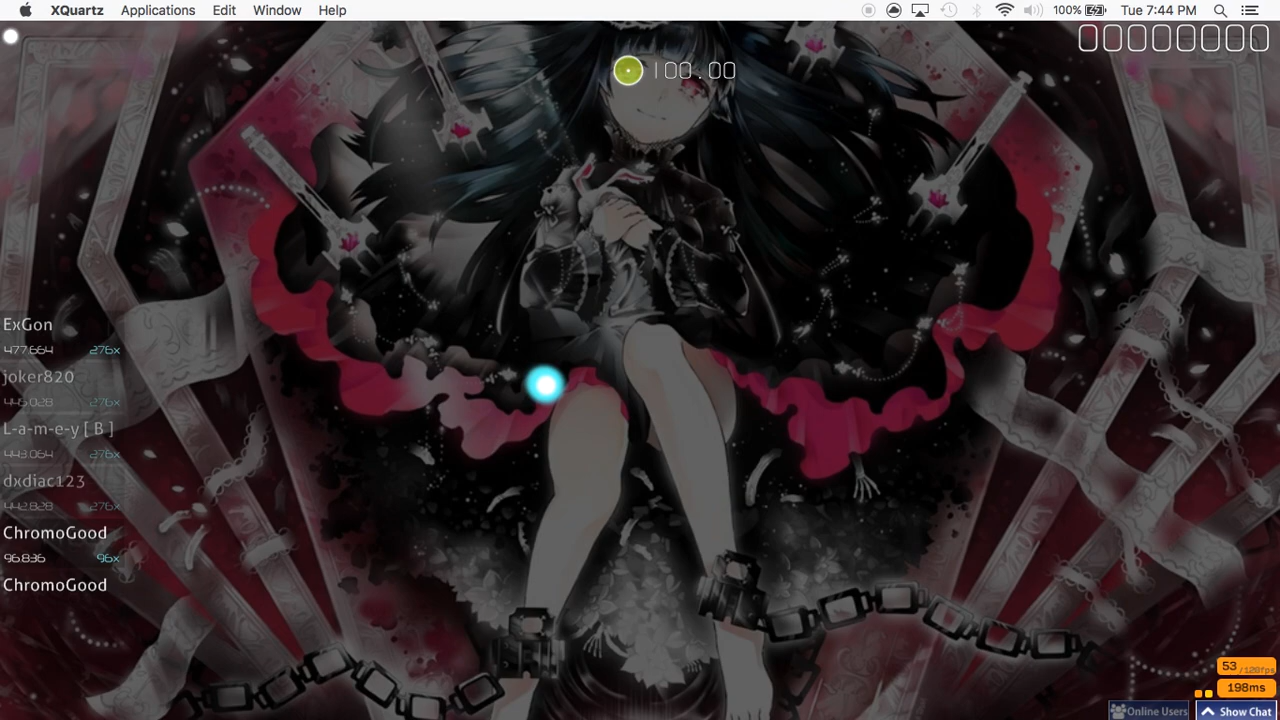 XQuartz Applications Edit Window Help 100% Tue 7:44 PM
00000000
100.00
ExGon
477.664 276x
joker820
445.028 276x
L-a-m-e-y [ B ]
443.064 276x
dxdiac123
442.828 276x
ChromoGood
96.836 96x
ChromoGood
53 /120fps
198ms
Online Users Show Chat